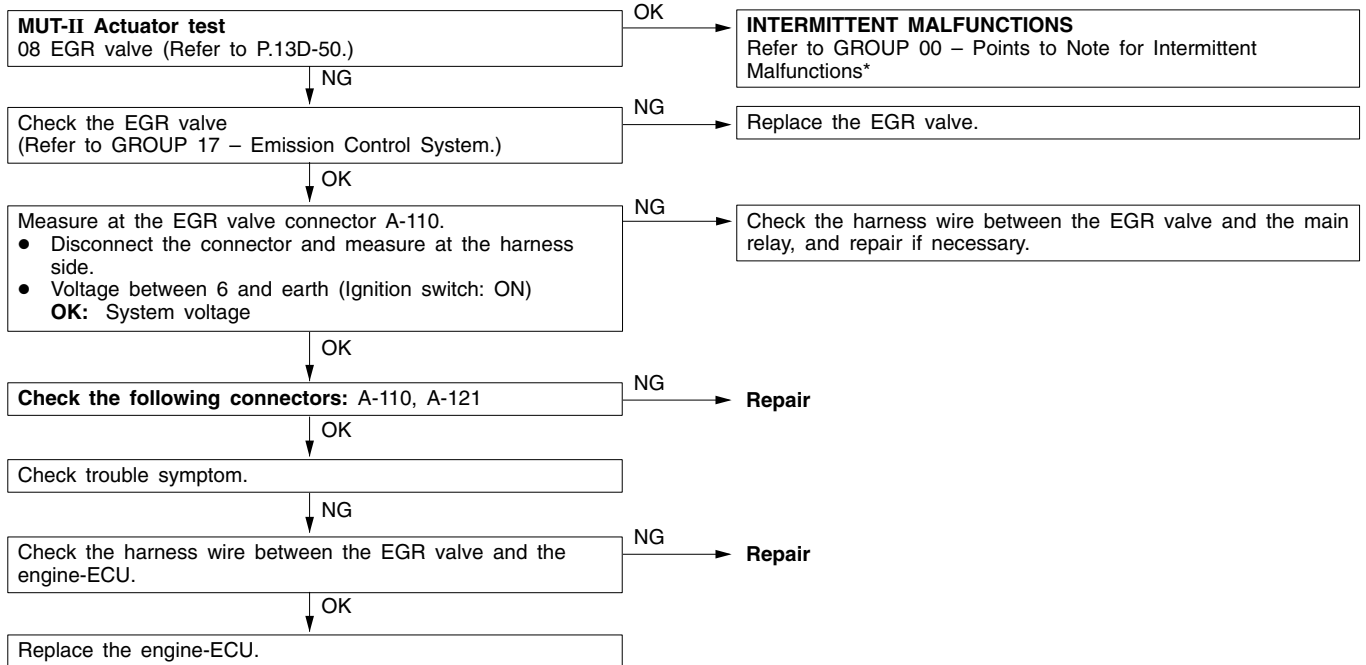 MUT-II Actuator test
08 EGR valve (Refer to P.13D-50.)
OK
INTERMITTENT MALFUNCTIONS
Refer to GROUP 00 – Points to Note for Intermittent
Malfunctions*
NG
Check the EGR valve
(Refer to GROUP 17 – Emission Control System.)
NG
Replace the EGR valve.
OK
Measure at the EGR valve connector A-110.
● Disconnect the connector and measure at the harness
side.
● Voltage between 6 and earth (Ignition switch: ON)
OK: System voltage
NG
Check the harness wire between the EGR valve and the main
relay, and repair if necessary.
OK
Check the following connectors: A-110, A-121
NG
Repair
OK
Check trouble symptom.
NG
Check the harness wire between the EGR valve and the
engine-ECU.
NG
Repair
OK
Replace the engine-ECU.